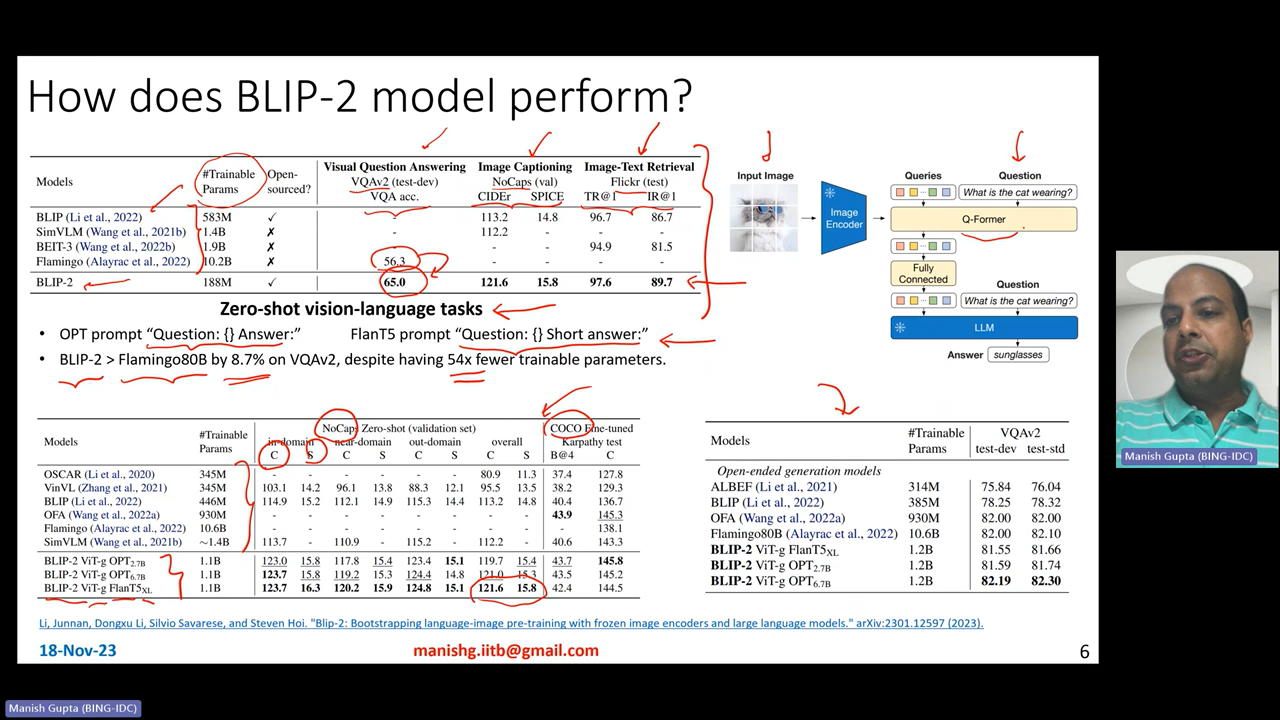 How does BLIP-2 model perform?
Models #Trainable Params Open-sourced? Visual Question Answering Image Captioning Image-Text Retrieval
VQAv2 (test-dev) NoCaps (val) Flickr (test)
VQA acc. CIDEr SPICE TR@1 IR@1
BLIP (Li et al., 2022) 583M ✓ - 113.2 14.8 96.7 86.7
SimVLM (Wang et al., 2021b) 1.4B ✗ - 112.2 - - -
BEIT-3 (Wang et al., 2022b) 1.9B ✗ - - - 94.9 81.5
Flamingo (Alayrac et al., 2022) 10.2B ✗ 56.3 - - - -
BLIP-2 188M ✓ 65.0 121.6 15.8 97.6 89.7
Zero-shot vision-language tasks
• OPT prompt “Question: {} Answer:” FlanT5 prompt “Question: {} Short answer:”
• BLIP-2 > Flamingo80B by 8.7% on VQAv2, despite having 54x fewer trainable parameters.
Input Image
Queries
Question
What is the cat wearing?
Image Encoder
Q-Former
Fully Connected
Question
What is the cat wearing?
LLM
Answer sunglasses
Models #Trainable Params NoCaps Zero-shot (validation set) COCO Fine-tuned
in-domain near-domain out-domain overall Karpathy test
C S C S C S C S B@4 C
OSCAR (Li et al., 2020) 345M - - - - - - 80.9 11.3 37.4 127.8
VinVL (Zhang et al., 2021) 345M 103.1 14.2 96.1 13.8 88.3 12.1 95.5 13.5 38.2 129.3
BLIP (Li et al., 2022) 446M 114.9 15.2 112.1 14.9 115.3 14.4 113.2 14.8 40.4 136.7
OFA (Wang et al., 2022a) 930M - - - - - - - - 43.9 145.3
Flamingo (Alayrac et al., 2022) 10.6B - - - - - - - - - 138.1
SimVLM (Wang et al., 2021b) ~1.4B 113.7 - 110.9 - 115.2 - 112.2 - 40.6 143.3
BLIP-2 ViT-g OPT2.7B 1.1B 123.0 15.8 117.8 15.4 123.4 15.1 119.7 15.4 43.7 145.8
BLIP-2 ViT-g OPT6.7B 1.1B 123.7 15.8 119.2 15.3 124.4 14.8 121.0 15.3 43.5 145.2
BLIP-2 ViT-g FlanT5XL 1.1B 123.7 16.3 120.2 15.9 124.8 15.1 121.6 15.8 42.4 144.5
Models #Trainable Params VQAv2
test-dev test-std
Open-ended generation models
ALBEF (Li et al., 2021) 314M 75.84 76.04
BLIP (Li et al., 2022) 385M 78.25 78.32
OFA (Wang et al., 2022a) 930M 82.00 82.00
Flamingo80B (Alayrac et al., 2022) 10.6B 82.00 82.10
BLIP-2 ViT-g FlanT5XL 1.2B 81.55 81.66
BLIP-2 ViT-g OPT2.7B 1.2B 81.59 81.74
BLIP-2 ViT-g OPT6.7B 1.2B 82.19 82.30
Li, Junnan, Dongxu Li, Silvio Savarese, and Steven Hoi. "Blip-2: Bootstrapping language-image pre-training with frozen image encoders and large language models." arXiv:2301.12597 (2023).
18-Nov-23 manishg.iitb@gmail.com 6
Manish Gupta (BING-IDC)
Manish Gupta (BING-IDC)